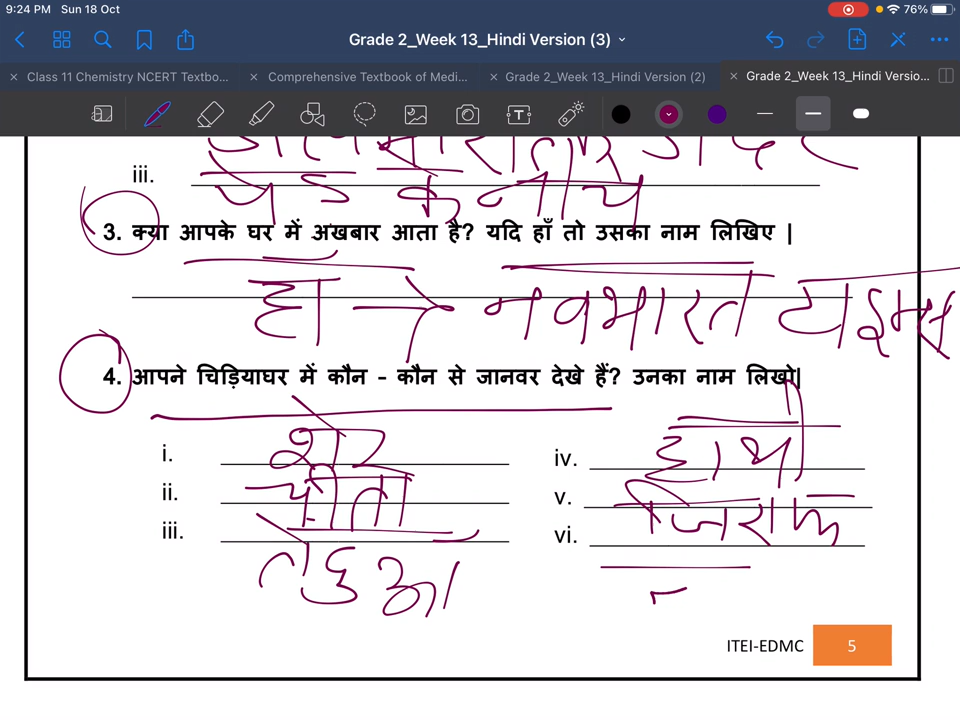 9:24 PM Sun 18 Oct 76%
Grade 2_Week 13_Hindi Version (3)
Class 11 Chemistry NCERT Textbo... Comprehensive Textbook of Medi... Grade 2_Week 13_Hindi Version (2) Grade 2_Week 13_Hindi Versio...
iii.
पेड़ के नीचे
3. क्या आपके घर में अखबार आता है? यदि हाँ तो उसका नाम लिखिए |
हाँ → नवभारत टाइम्स
4. आपने चिड़ियाघर में कौन - कौन से जानवर देखे हैं? उनका नाम लिखो|
i. शेर
ii. चीता
iii. तेंदुआ
iv. हाथी
v. जिराफ
vi.
ITEI-EDMC 5